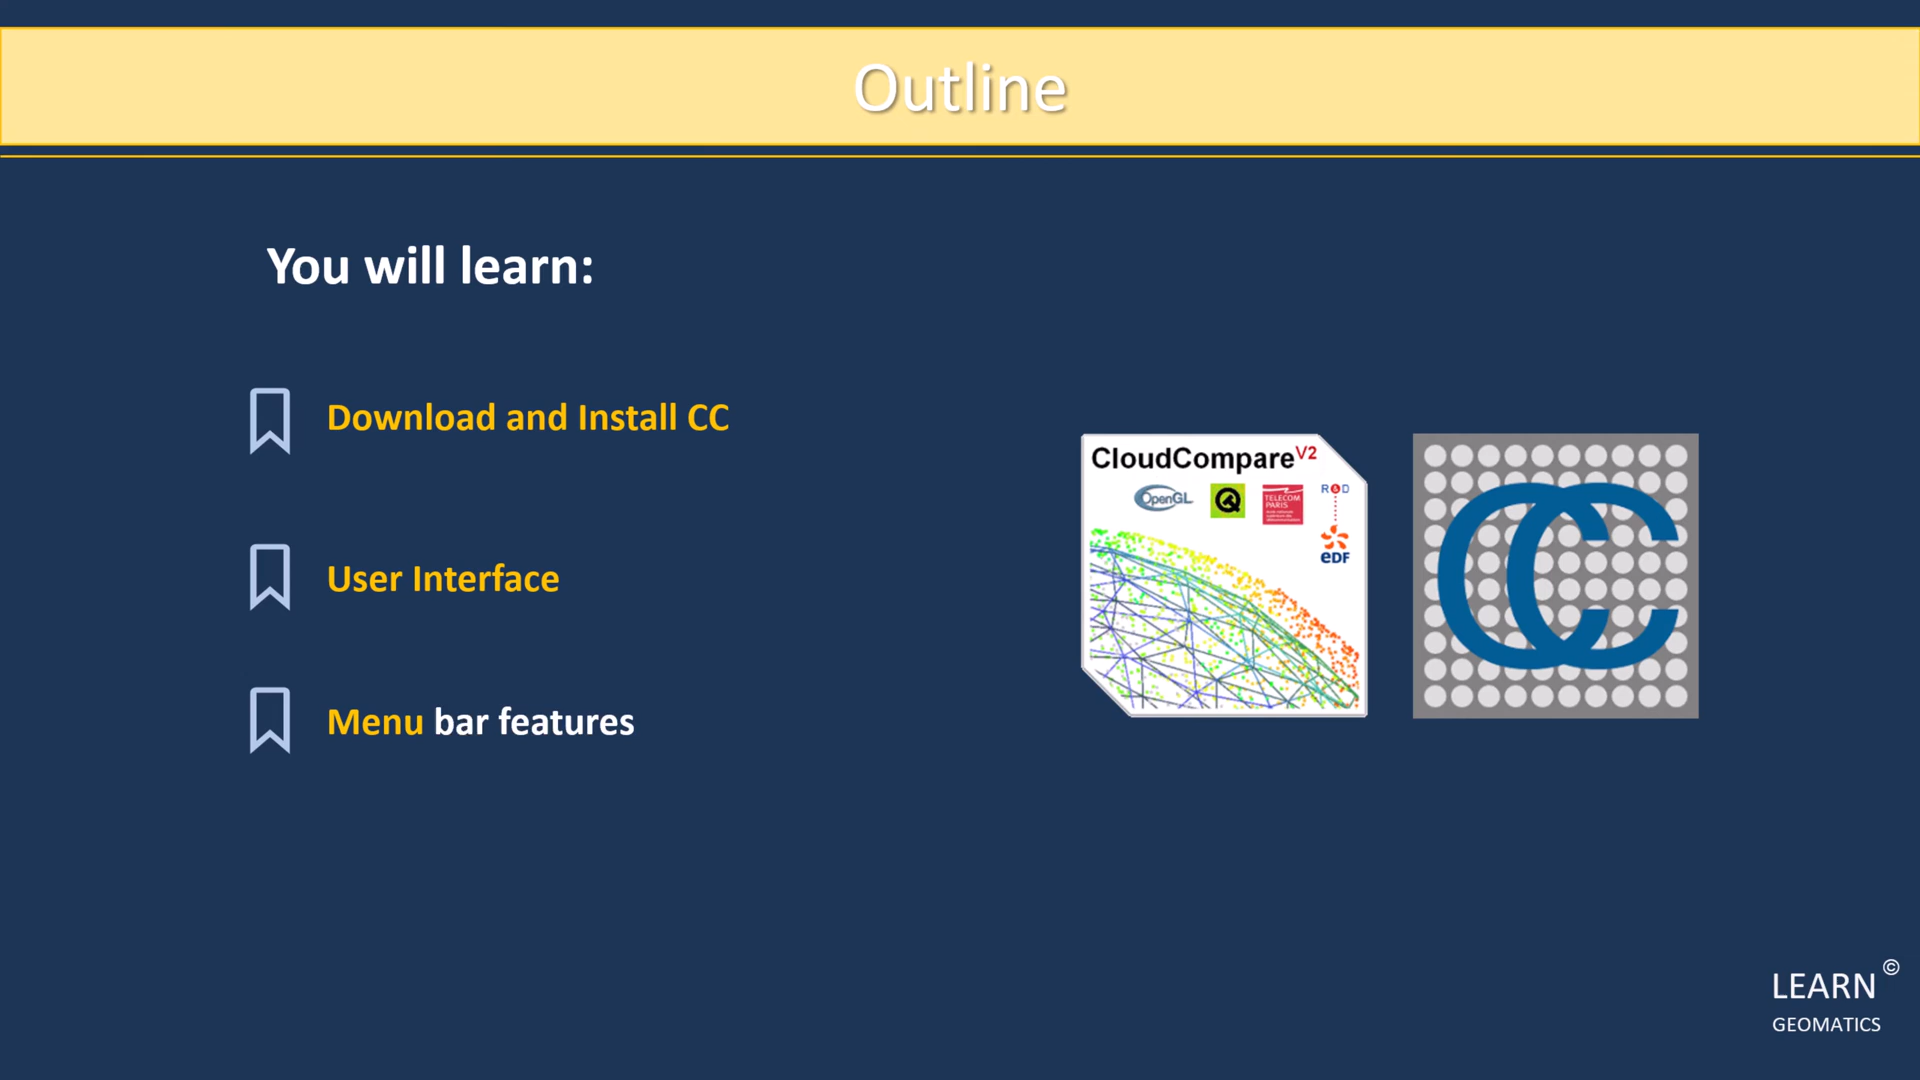 Outline
You will learn:
Download and Install CC
User Interface
Menu bar features
CloudCompare V2
OpenGL
TELECOM
PARIS
R&D
eDF
CC
LEARN ©
GEOMATICS